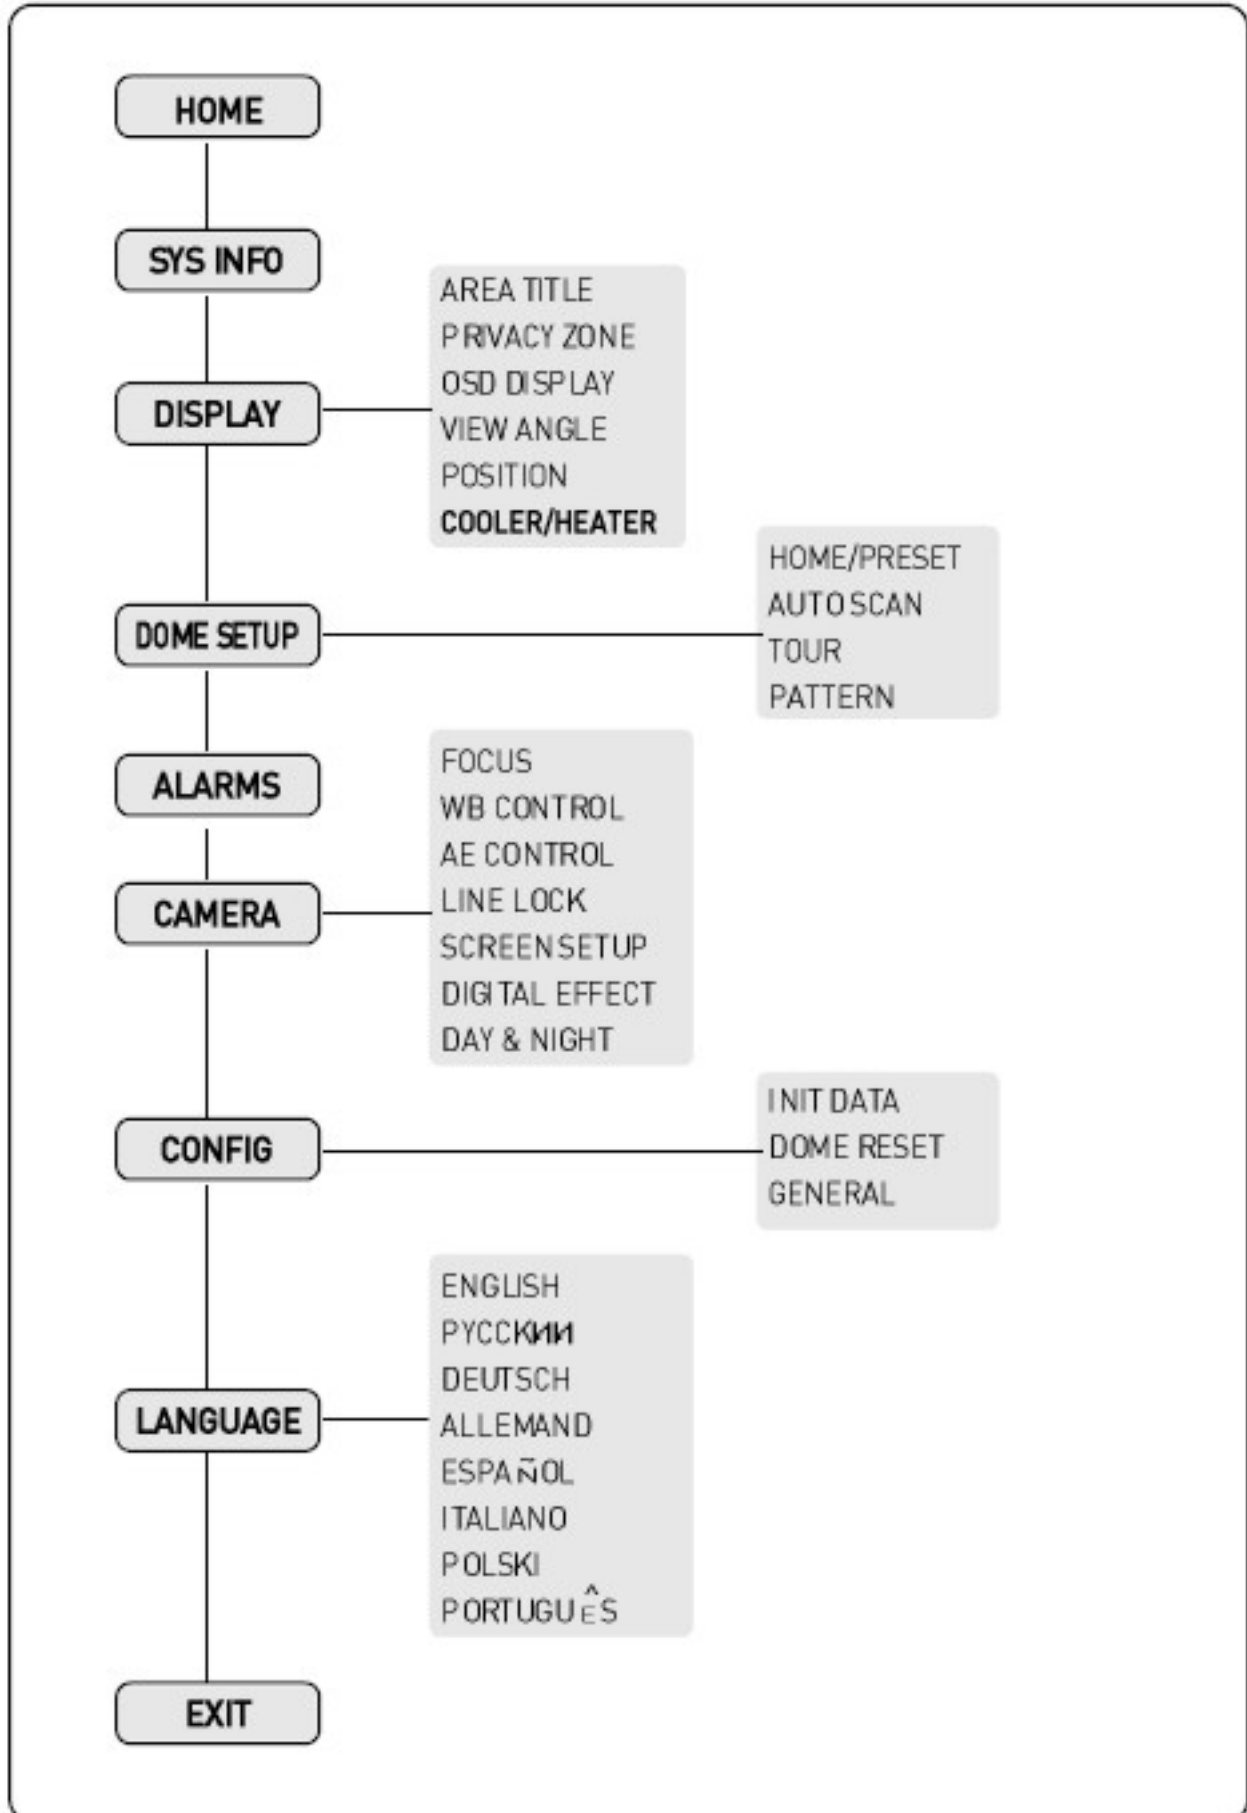 HOME
SYS INFO
AREA TITLE
PRIVACY ZONE
OSD DISPLAY
VIEW ANGLE
POSITION
COOLER/HEATER
DISPLAY
HOME/PRESET
AUTO SCAN
TOUR
PATTERN
DOME SETUP
ALARMS
FOCUS
WB CONTROL
AE CONTROL
LINE LOCK
SCREEN SETUP
DIGITAL EFFECT
DAY & NIGHT
CAMERA
INIT DATA
DOME RESET
GENERAL
CONFIG
ENGLISH
РУССКИИ
DEUTSCH
ALLEMAND
ESPAÑOL
ITALIANO
POLSKI
PORTUGUÊS
LANGUAGE
EXIT